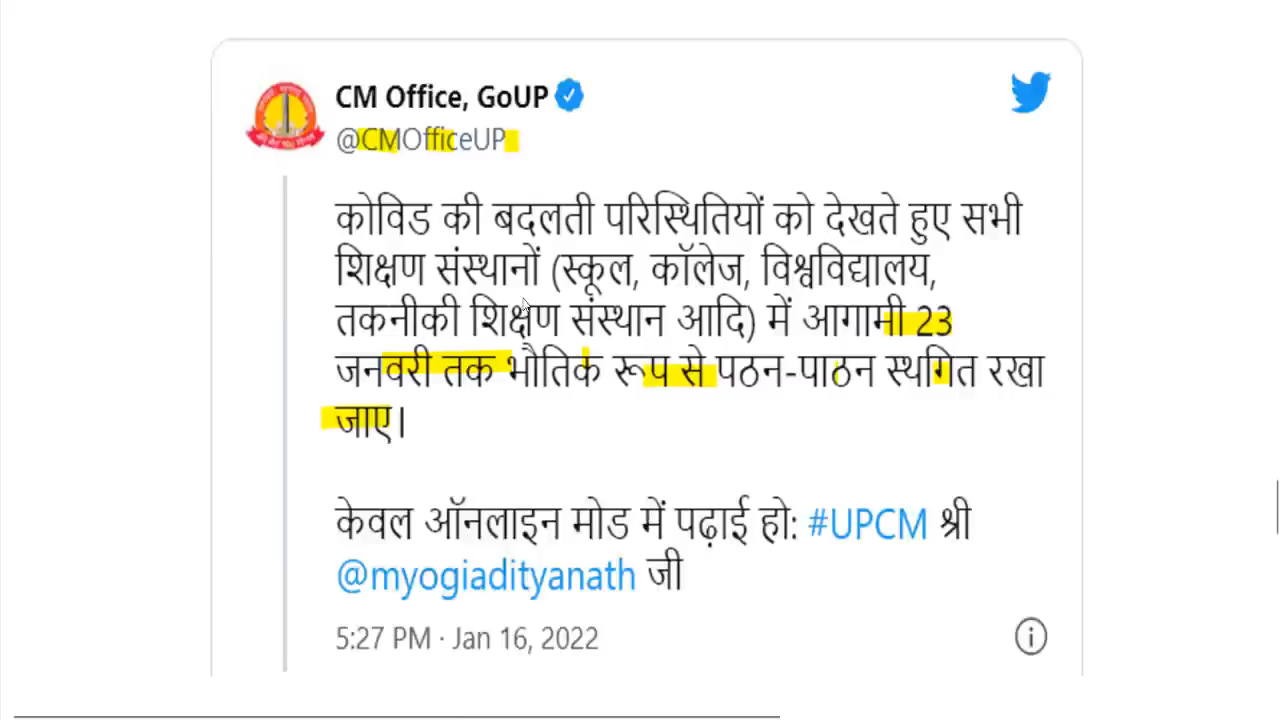 CM Office, GoUP
@CMOfficeUP
कोविड की बदलती परिस्थितियों को देखते हुए सभी
शिक्षण संस्थानों (स्कूल, कॉलेज, विश्वविद्यालय,
तकनीकी शिक्षण संस्थान आदि) में आगामी 23
जनवरी तक भौतिक रूप से पठन-पाठन स्थगित रखा
जाए।
केवल ऑनलाइन मोड में पढ़ाई हो: #UPCM श्री
@myogiadityanath जी
5:27 PM · Jan 16, 2022